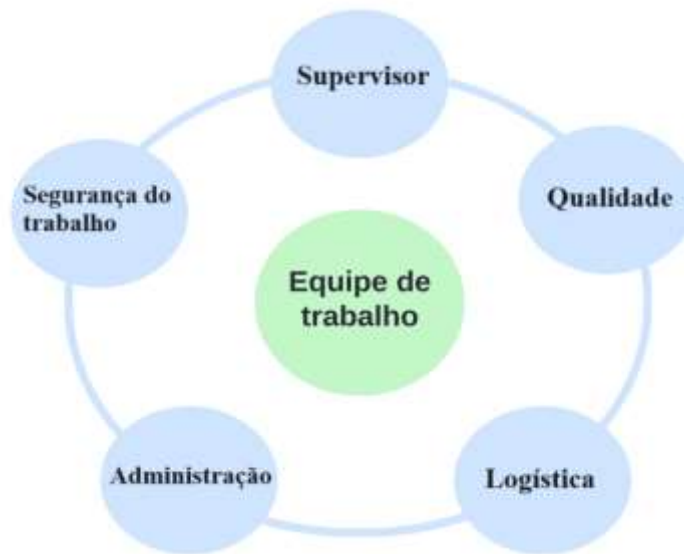 Supervisor
Qualidade
Segurança do
trabalho
Equipe de
trabalho
Administração
Logística